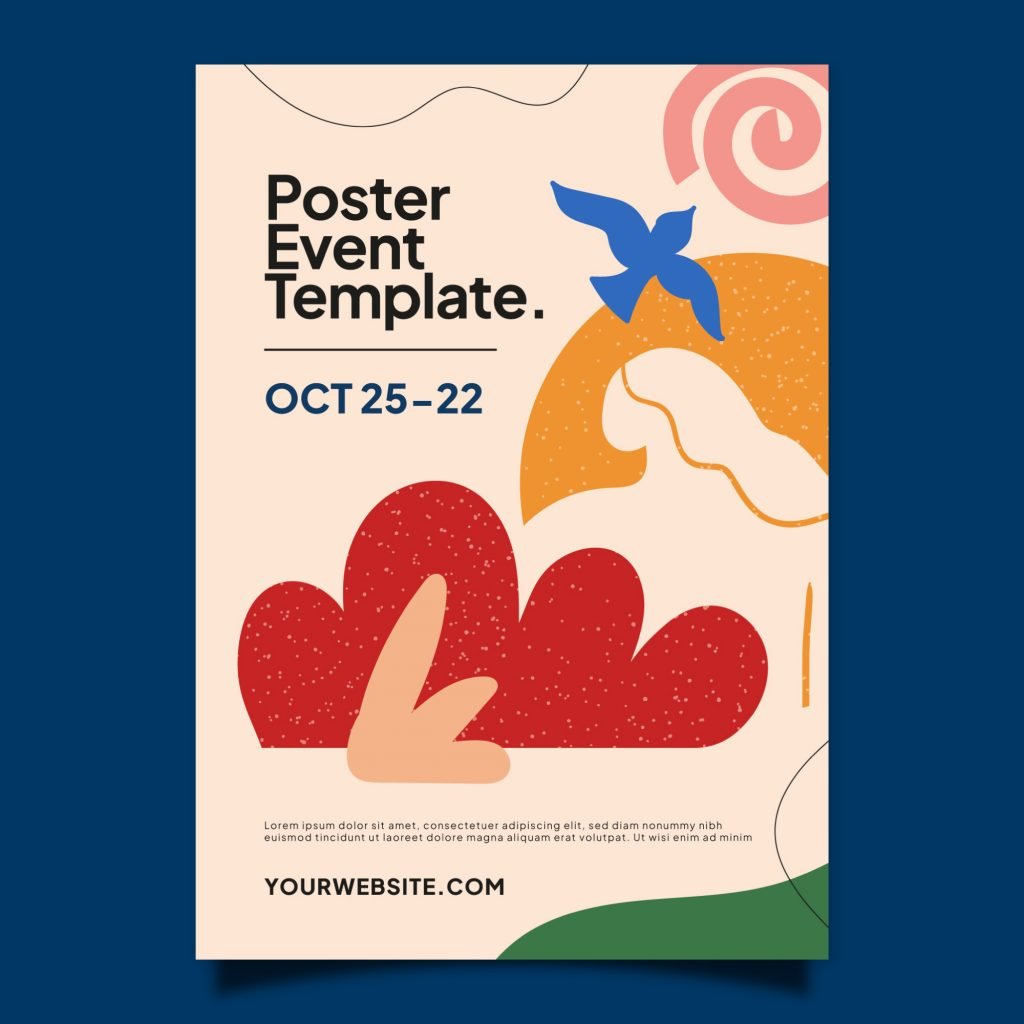 Poster
Event
Template.
OCT 25–22
Lorem ipsum dolor sit amet, consectetuer adipiscing elit, sed diam nonummy nibh
euismod tincidunt ut laoreet dolore magna aliquam erat volutpat. Ut wisi enim ad minim
YOURWEBSITE.COM